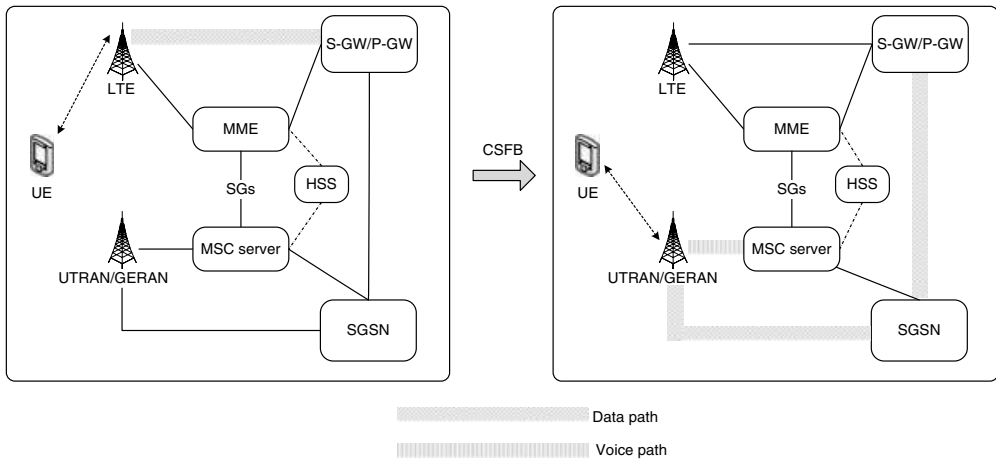 S-GW/P-GW
LTE
MME
UE
SGs
HSS
MSC server
UTRAN/GERAN
SGSN
CSFB
S-GW/P-GW
LTE
MME
UE
SGs
HSS
MSC server
UTRAN/GERAN
SGSN
Data path
Voice path